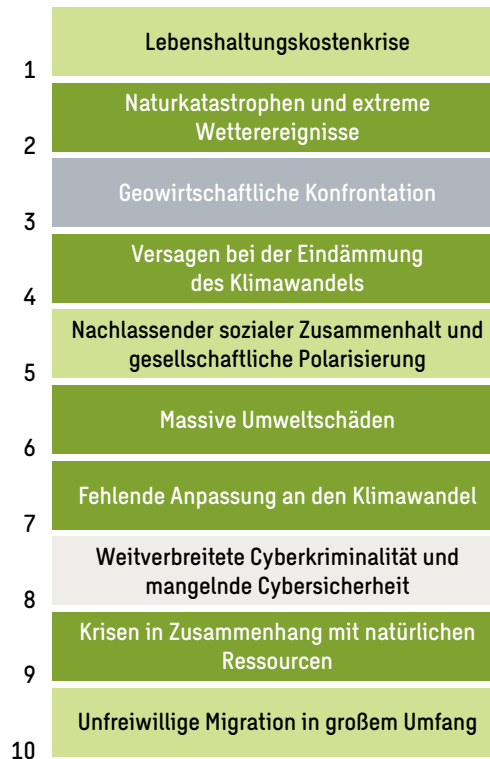 Lebenshaltungskostenkrise
1
Naturkatastrophen und extreme
Wetterereignisse
2
Geowirtschaftliche Konfrontation
3
Versagen bei der Eindämmung
des Klimawandels
4
Nachlassender sozialer Zusammenhalt und
gesellschaftliche Polarisierung
5
Massive Umweltschäden
6
Fehlende Anpassung an den Klimawandel
7
Weitverbreitete Cyberkriminalität und
mangelnde Cybersicherheit
8
Krisen in Zusammenhang mit natürlichen
Ressourcen
9
Unfreiwillige Migration in großem Umfang
10